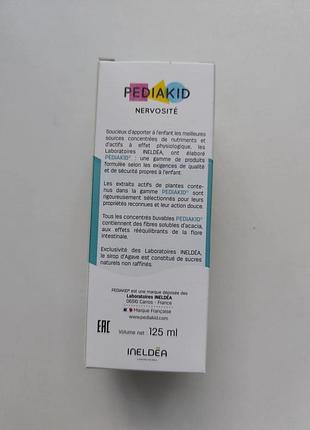 PEDIAKID
NERVOSITÉ
Soucieux d'apporter à l'enfant les meilleures
sources concentrées de nutriments et
d'actifs à effet physiologique, les
Laboratoires INELDÉA, ont élaboré
PEDIAKID® : une gamme de produits
formulée selon les exigences de qualité
et de sécurité propres à l'enfant.
Les extraits actifs de plantes conte-
nus dans la gamme PEDIAKID® sont
rigoureusement sélectionnés pour leurs
propriétés reconnues et leur action douce.
Tous les concentrés buvables PEDIAKID®
contiennent des fibres solubles d'acacia,
aux effets rééquilibrants de la flore
intestinale.
Exclusivité des Laboratoires INELDÉA,
le sirop d'Agave est constitué de sucres
naturels non raffinés.
PEDIAKID® est une marque déposée des
Laboratoires INELDÉA
06510 Carros - France
Marque Française
www.pediakid.com
EAC
Volume net : 125 ml
INELDÉA